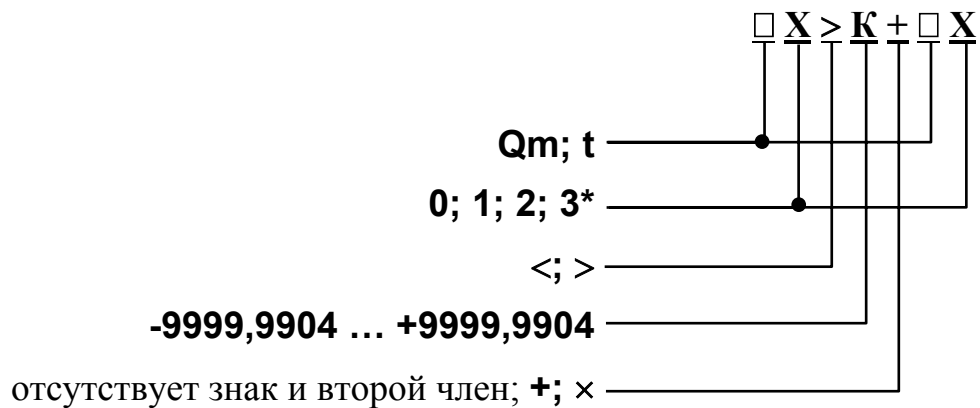 □ X > К + □ X
Qm; t
0; 1; 2; 3*
<; >
-9999,9904 … +9999,9904
отсутствует знак и второй член; +; ×